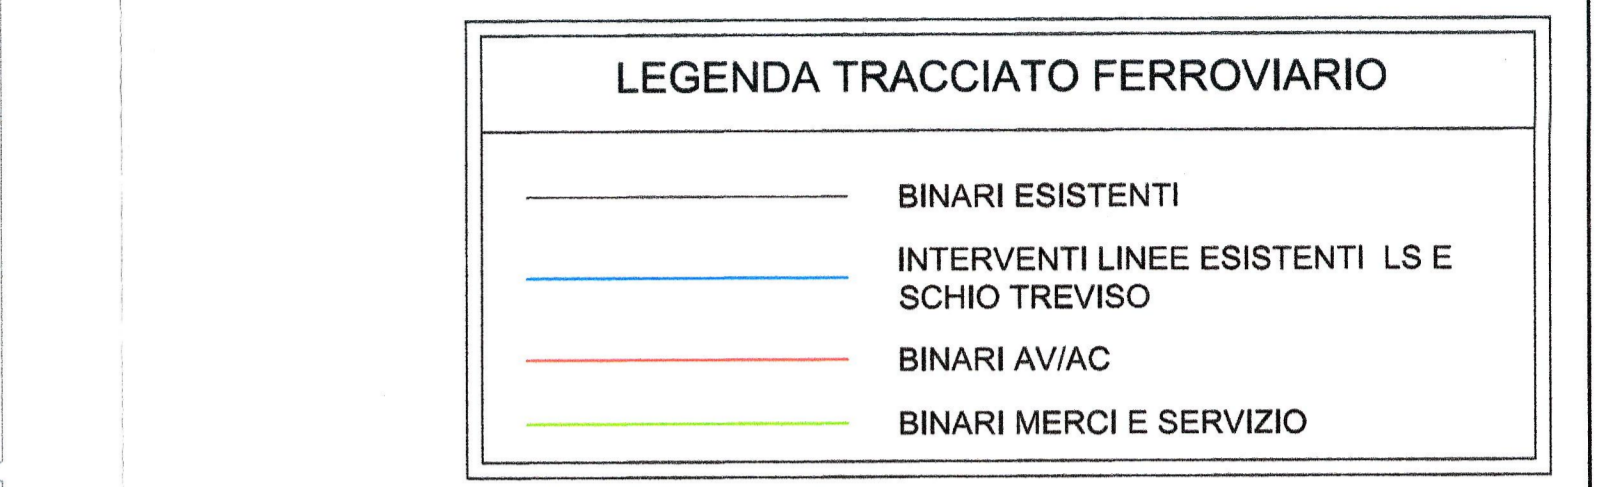 LEGENDA TRACCIATO FERROVIARIO
BINARI ESISTENTI
INTERVENTI LINEE ESISTENTI LS E
SCHIO TREVISO
BINARI AV/AC
BINARI MERCI E SERVIZIO